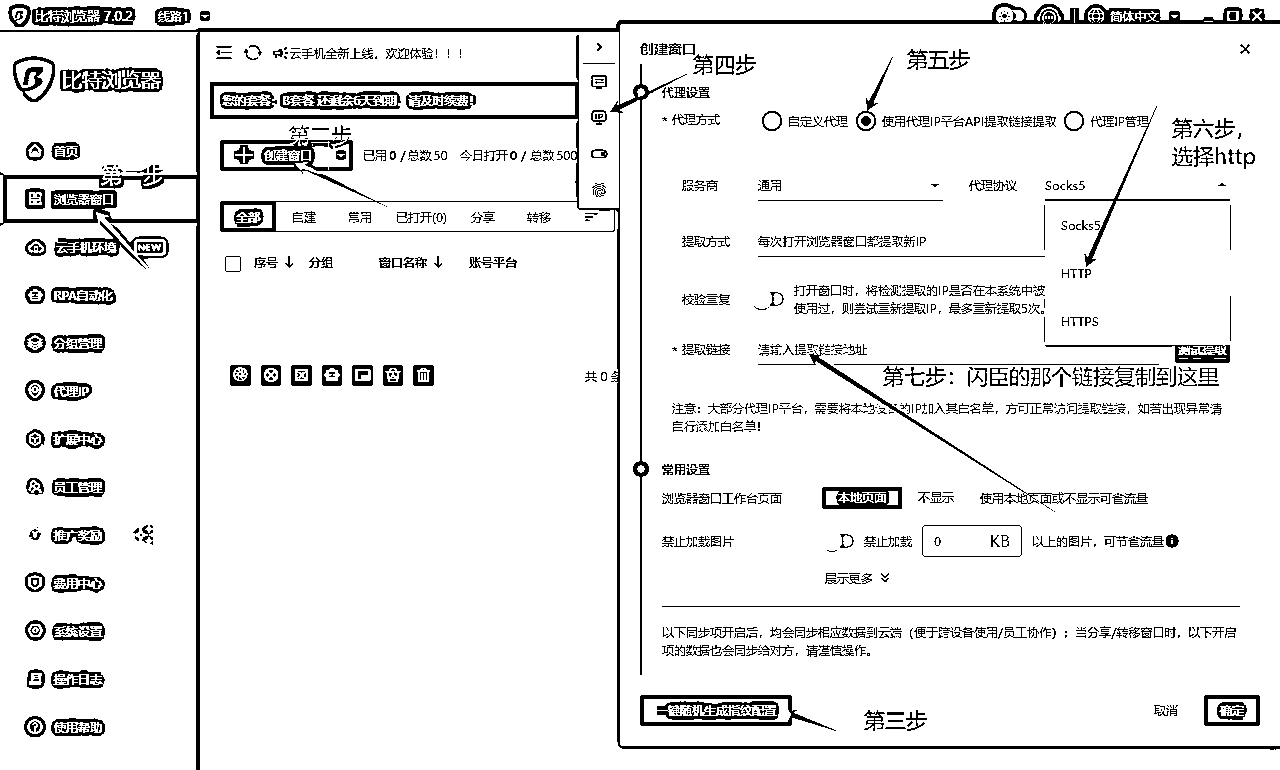 比特浏览器 7.0.2 线路1
简体中文
比特浏览器
首页
第一步
浏览器窗口
云手机环境 NEW
RPA自动化
分组管理
代理IP
扩展中心
员工管理
推广奖励
费用中心
系统设置
操作日志
使用帮助
云手机全新上线，欢迎体验！！！
您的套餐：B套餐 还剩余6天到期，请及时续费!
第二步
创建窗口
已用 0 / 总数 50 今日打开 0 / 总数 500
全部 自建 常用 已打开(0) 分享 转移
序号 分组 窗口名称 账号平台
共 0
创建窗口
第四步
第五步
代理设置
* 代理方式 自定义代理 使用代理IP平台API提取链接提取 代理IP管理
第六步，
选择http
服务商 通用 代理协议 Socks5
Socks5
HTTP
HTTPS
提取方式 每次打开浏览器窗口都提取新IP
校验重复 打开窗口时，将检测提取的IP是否在本系统中被
使用过，则尝试重新提取IP，最多重新提取5次。
* 提取链接 请输入提取链接地址 测试提取
第七步：闪臣的那个链接复制到这里
注意：大部分代理IP平台，需要将本地设备的IP加入其白名单，方可正常访问提取链接，如若出现异常请
自行添加白名单!
常用设置
浏览器窗口工作台页面 本地页面 不显示 使用本地页面或不显示可省流量
禁止加载图片 禁止加载 0 KB 以上的图片，可节省流量
展示更多
以下同步项开启后，均会同步相应数据到云端（便于跨设备使用/员工协作）；当分享/转移窗口时，以下开启
项的数据也会同步给对方，请谨慎操作。
一键随机生成指纹配置
第三步
取消 确定